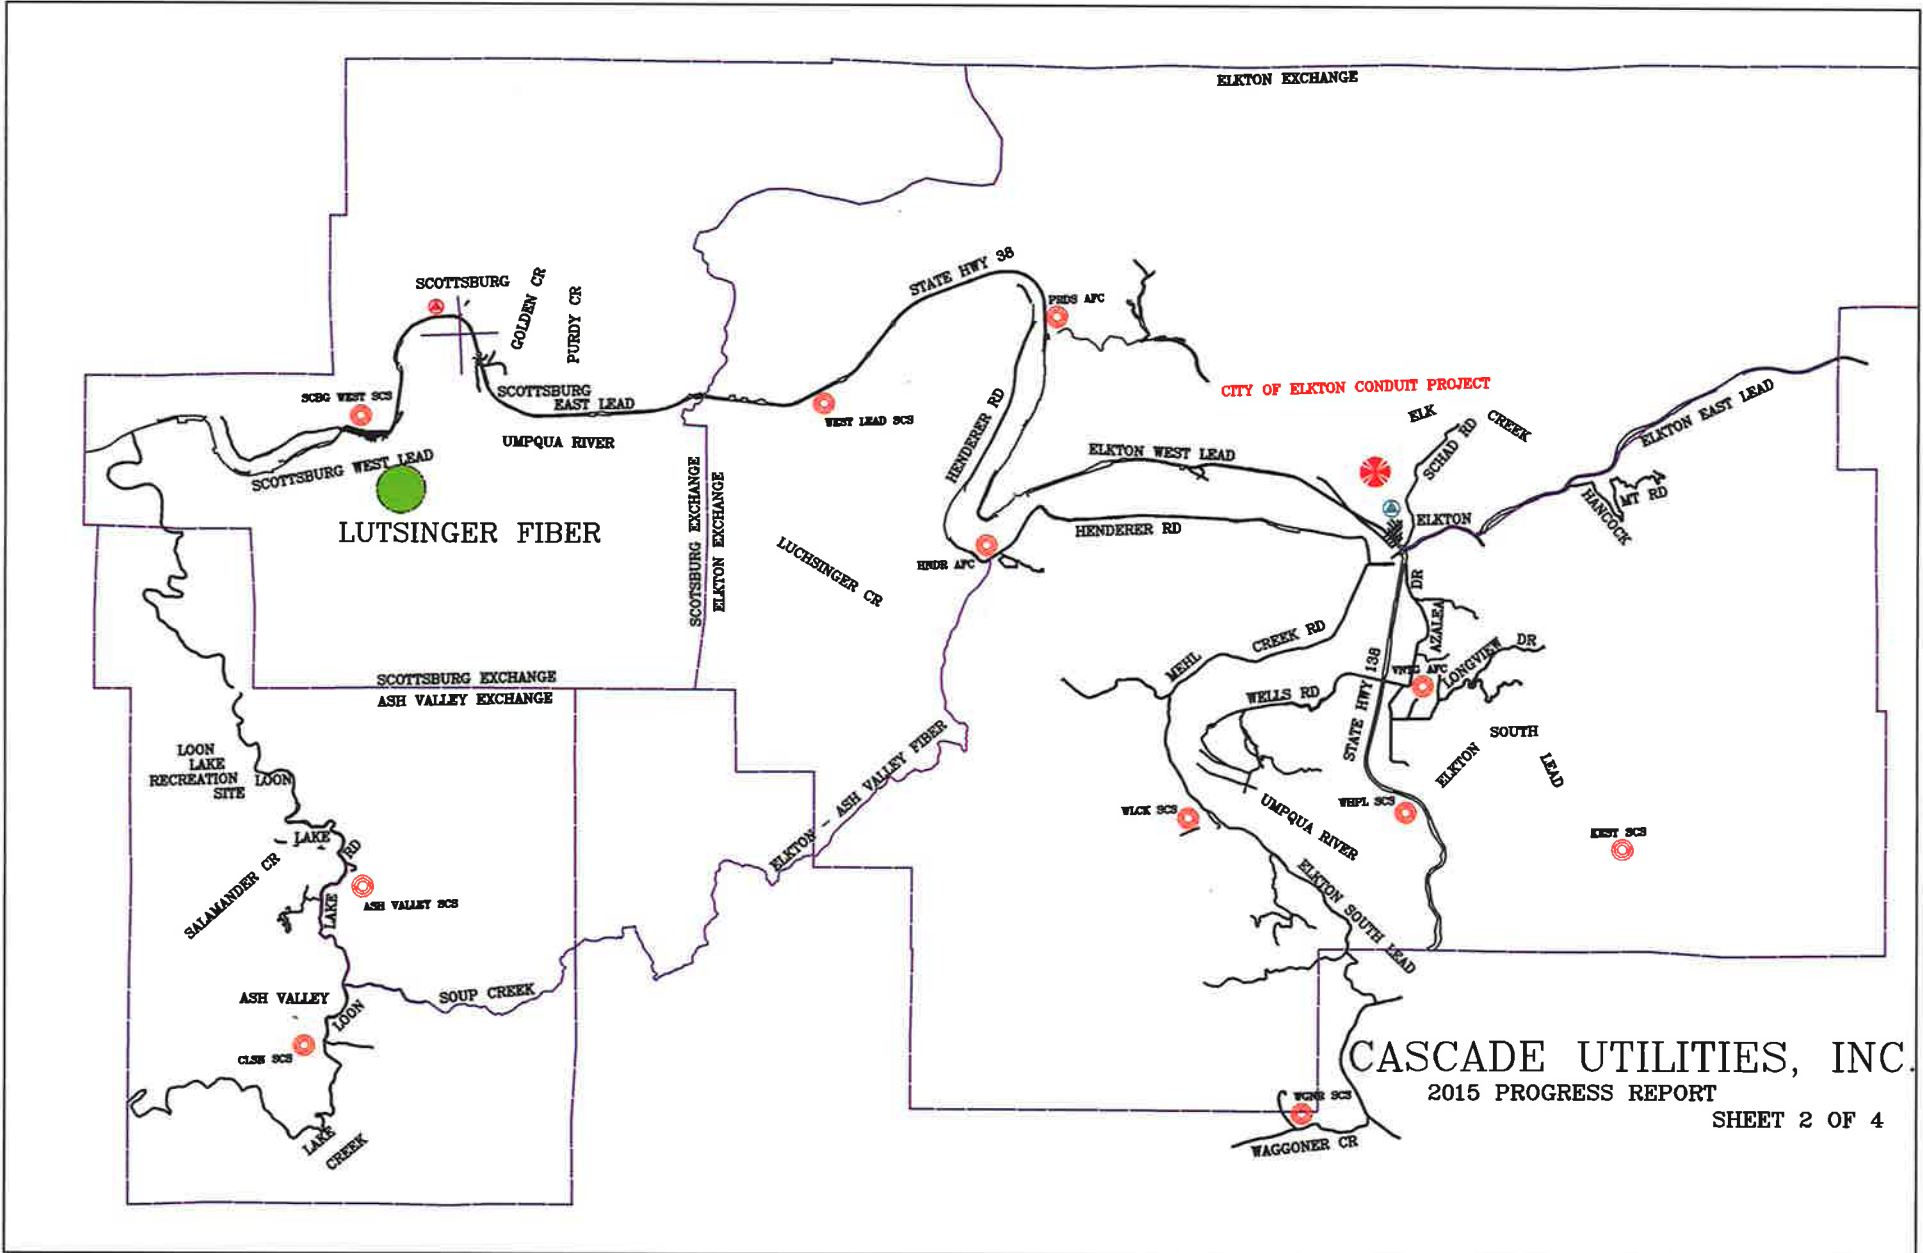 ELKTON EXCHANGE
STATE HWY 38
SCOTTSBURG
GOLDEN CR
PURDY CR
PRDS AFC
SCBG WEST SCS
SCOTTSBURG
EAST LEAD
WEST LEAD SCS
UMPQUA RIVER
SCOTTSBURG WEST LEAD
LUTSINGER FIBER
CITY OF ELKTON CONDUIT PROJECT
ELK
CREEK
SCHAD RD
ELKTON EAST LEAD
HENDERER RD
ELKTON WEST LEAD
HANCOCK
MT RD
ELKTON
HENDERER RD
HNDR AFC
SCOTSBURG EXCHANGE
ELKTON EXCHANGE
LUCHSINGER CR
DR
AZALEA
MEHL
CREEK RD
STATE HWY 138
VNTG AFC
LONGVIEW DR
WELLS RD
SCOTTSBURG EXCHANGE
ASH VALLEY EXCHANGE
ELKTON
SOUTH
LEAD
LOON
LAKE
RECREATION
SITE
LOON
LAKE
RD
ELKTON - ASH VALLEY FIBER
WLCK SCS
UMPQUA RIVER
WHPL SCS
KEST SCS
SALAMANDER CR
ASH VALLEY SCS
LAKE
ELKTON SOUTH LEAD
SOUP CREEK
ASH VALLEY
LOON
CLSN SCS
LAKE
CREEK
WGNR SCS
WAGGONER CR
CASCADE UTILITIES, INC.
2015 PROGRESS REPORT
SHEET 2 OF 4